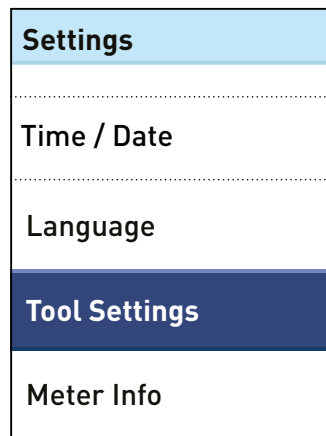 Settings
Time / Date
Language
Tool Settings
Meter Info